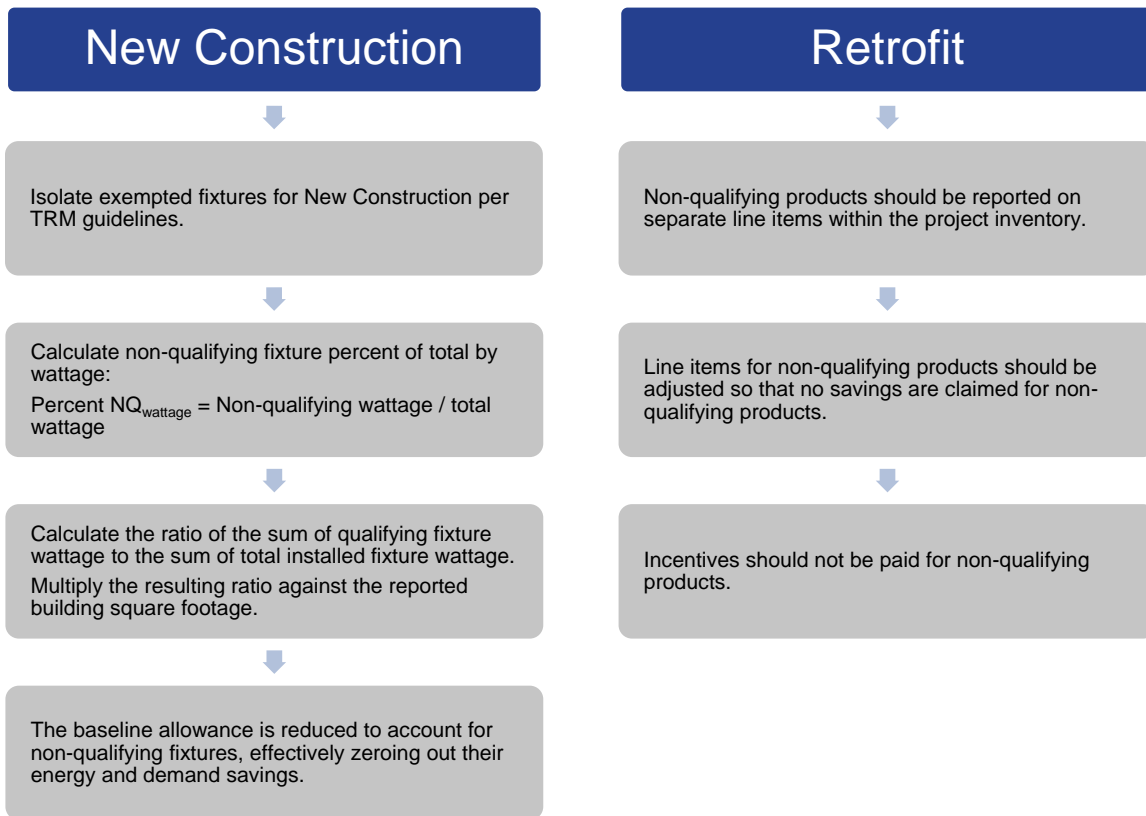 New Construction
Isolate exempted fixtures for New Construction per
TRM guidelines.
Calculate non-qualifying fixture percent of total by
wattage:
Percent NQwattage = Non-qualifying wattage / total
wattage
Calculate the ratio of the sum of qualifying fixture
wattage to the sum of total installed fixture wattage.
Multiply the resulting ratio against the reported
building square footage.
The baseline allowance is reduced to account for
non-qualifying fixtures, effectively zeroing out their
energy and demand savings.
Retrofit
Non-qualifying products should be reported on
separate line items within the project inventory.
Line items for non-qualifying products should be
adjusted so that no savings are claimed for non-
qualifying products.
Incentives should not be paid for non-qualifying
products.